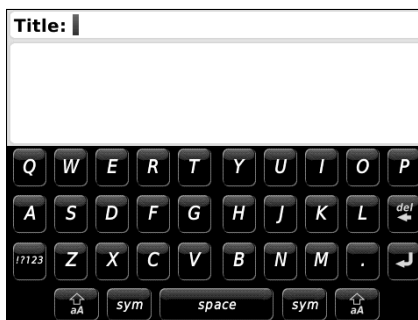 Title:
Q W E R T Y U I O P
A S D F G H J K L del
!?123 Z X C V B N M .
aA sym space sym aA